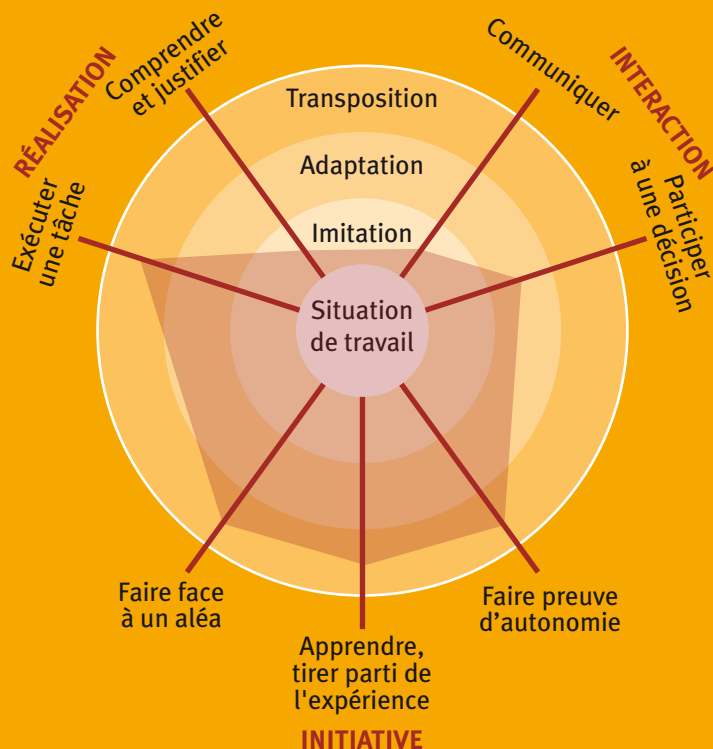 RÉALISATION
Comprendre
et justifier
Exécuter
une tâche
Transposition
Adaptation
Imitation
Situation
de travail
Communiquer
INTERACTION
Participer
à une décision
Faire face
à un aléa
Apprendre,
tirer parti de
l'expérience
INITIATIVE
Faire preuve
d’autonomie